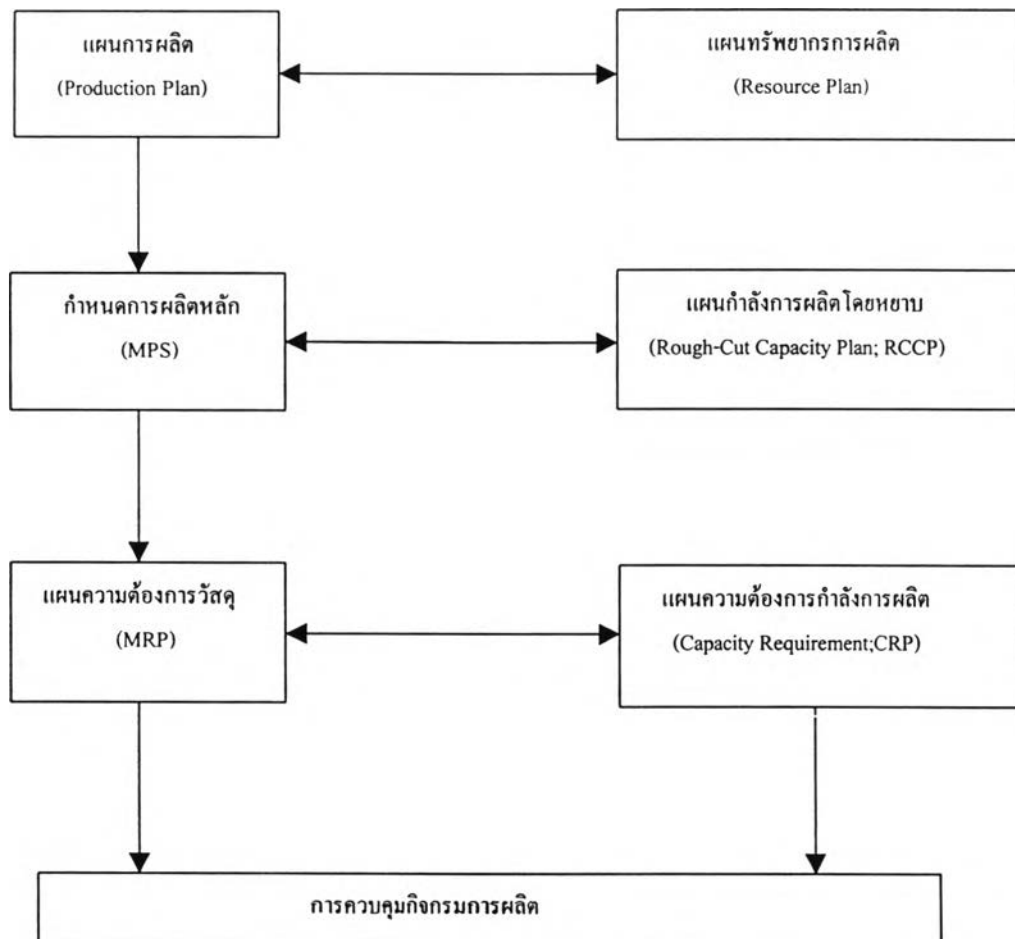 แผนการผลิต
(Production Plan)
แผนทรัพยากรการผลิต
(Resource Plan)
กำหนดการผลิตหลัก
(MPS)
แผนกำลังการผลิตโดยหยาบ
(Rough-Cut Capacity Plan; RCCP)
แผนความต้องการวัสดุ
(MRP)
แผนความต้องการกำลังการผลิต
(Capacity Requirement;CRP)
การควบคุมกิจกรมการผลิต